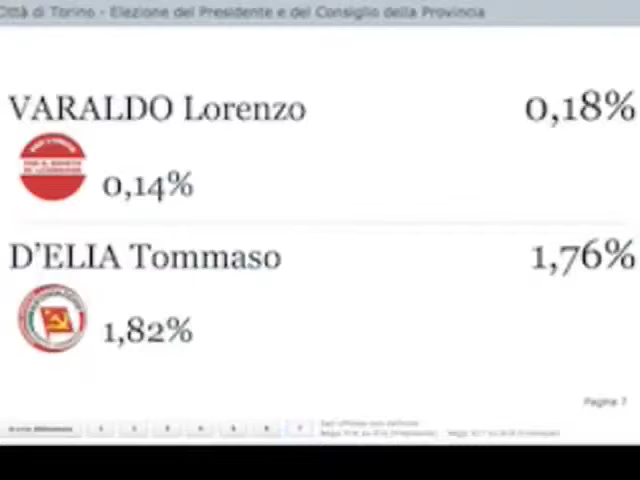 Città di Torino - Elezione del Presidente e del Consiglio della Provincia
VARALDO Lorenzo 0,18%
0,14%
D'ELIA Tommaso 1,76%
1,82%
Pagina 7